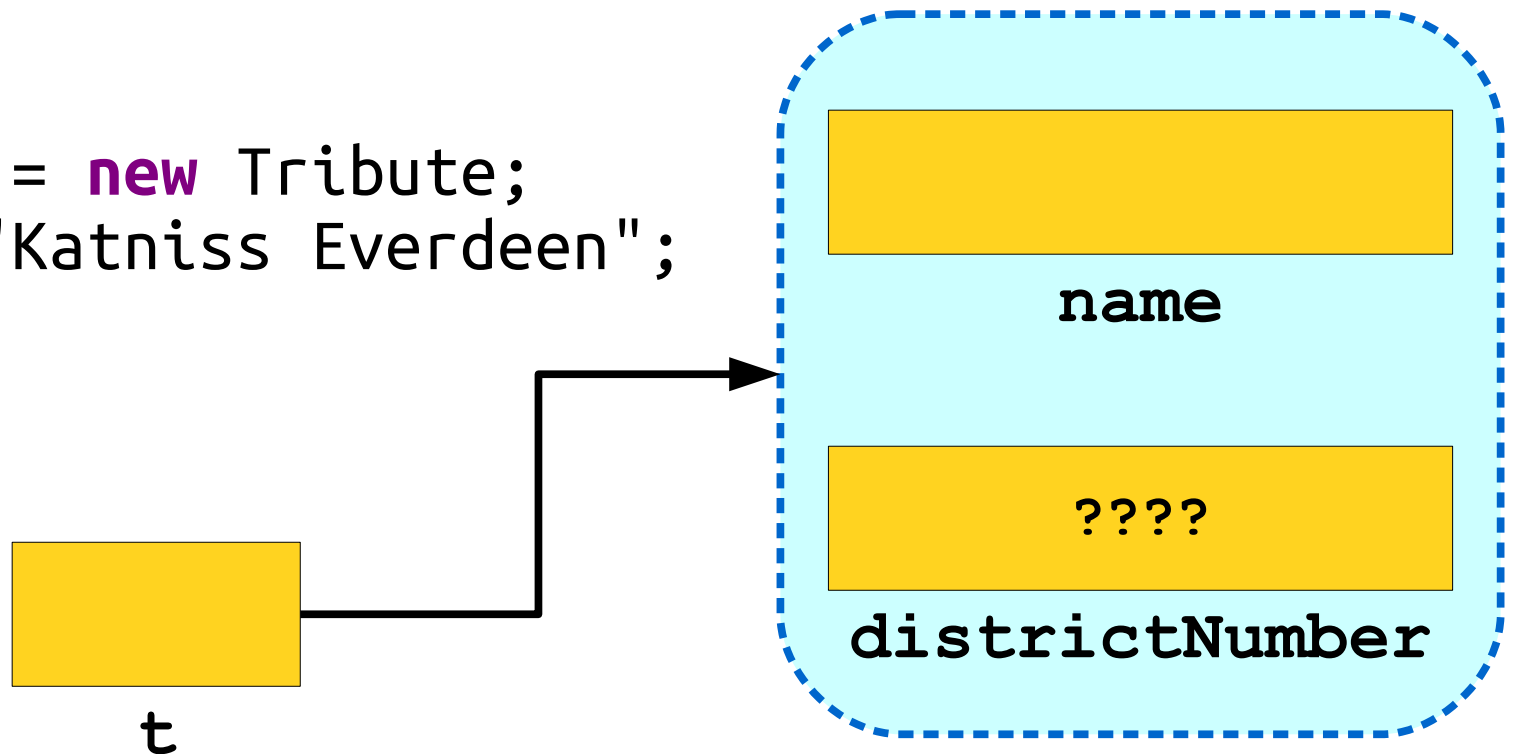 = new Tribute;
"Katniss Everdeen";
name
????
districtNumber
t